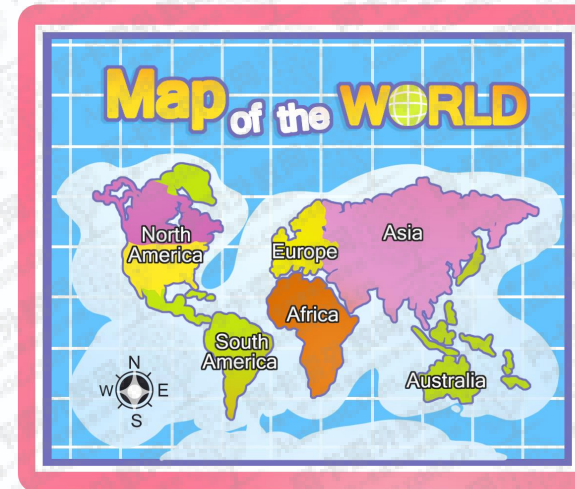 Map of the WORLD
North
America
Europe
Asia
Africa
South
America
Australia
N
W E
S